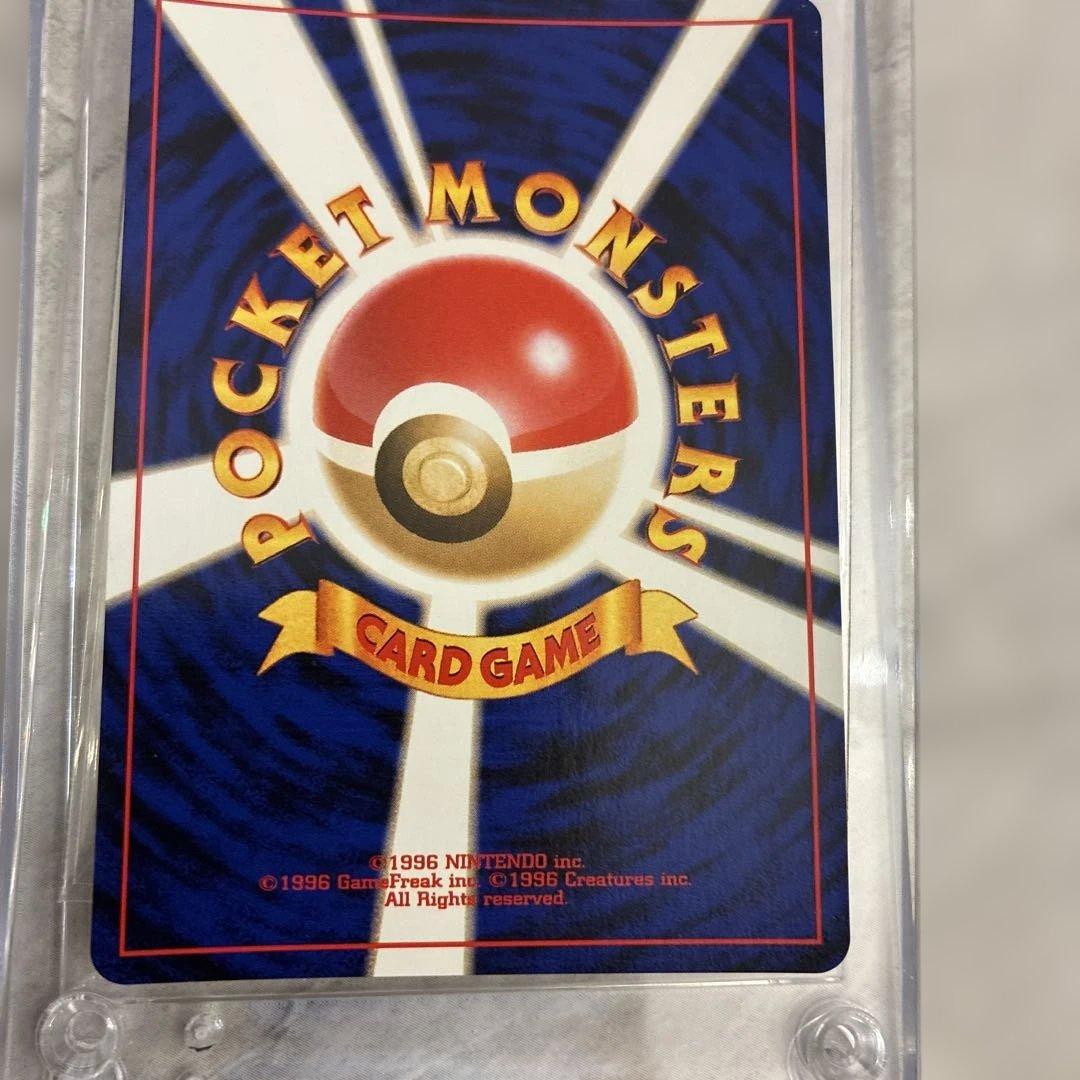 POCKET MONSTERS
CARD GAME
©1996 NINTENDO inc.
©1996 GameFreak inc. ©1996 Creatures inc.
All Rights reserved.